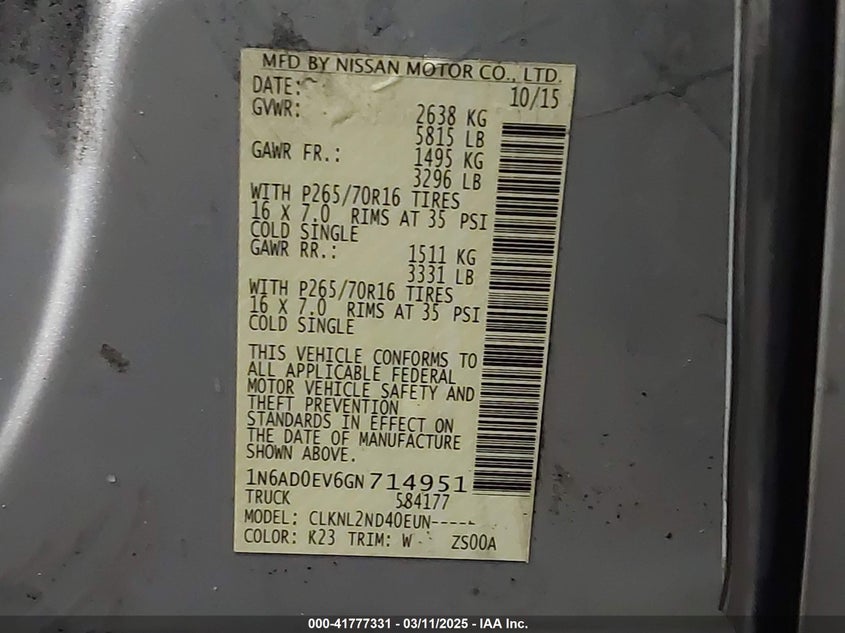 MFD BY NISSAN MOTOR CO., LTD.
DATE: 10/15
GVWR: 2638 KG
5815 LB
GAWR FR.: 1495 KG
3296 LB
WITH P265/70R16 TIRES
16 X 7.0 RIMS AT 35 PSI
COLD SINGLE
GAWR RR.: 1511 KG
3331 LB
WITH P265/70R16 TIRES
16 X 7.0 RIMS AT 35 PSI
COLD SINGLE
THIS VEHICLE CONFORMS TO
ALL APPLICABLE FEDERAL
MOTOR VEHICLE SAFETY AND
THEFT PREVENTION
STANDARDS IN EFFECT ON
THE DATE OF MANUFACTURE
SHOWN ABOVE.
1N6AD0EV6GN714951
TRUCK 584177
MODEL: CLKNL2ND40EUN-----
COLOR: K23 TRIM: W ZS00A
000-41777331 - 03/11/2025 - IAA Inc.